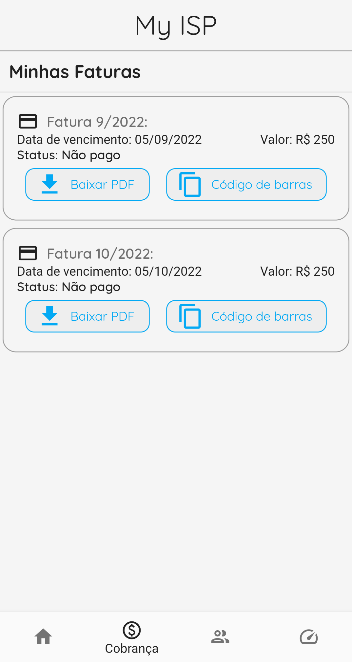 My ISP
Minhas Faturas
Fatura 9/2022:
Data de vencimento: 05/09/2022 Valor: R$ 250
Status: Não pago
Baixar PDF Código de barras
Fatura 10/2022:
Data de vencimento: 05/10/2022 Valor: R$ 250
Status: Não pago
Baixar PDF Código de barras
Cobrança